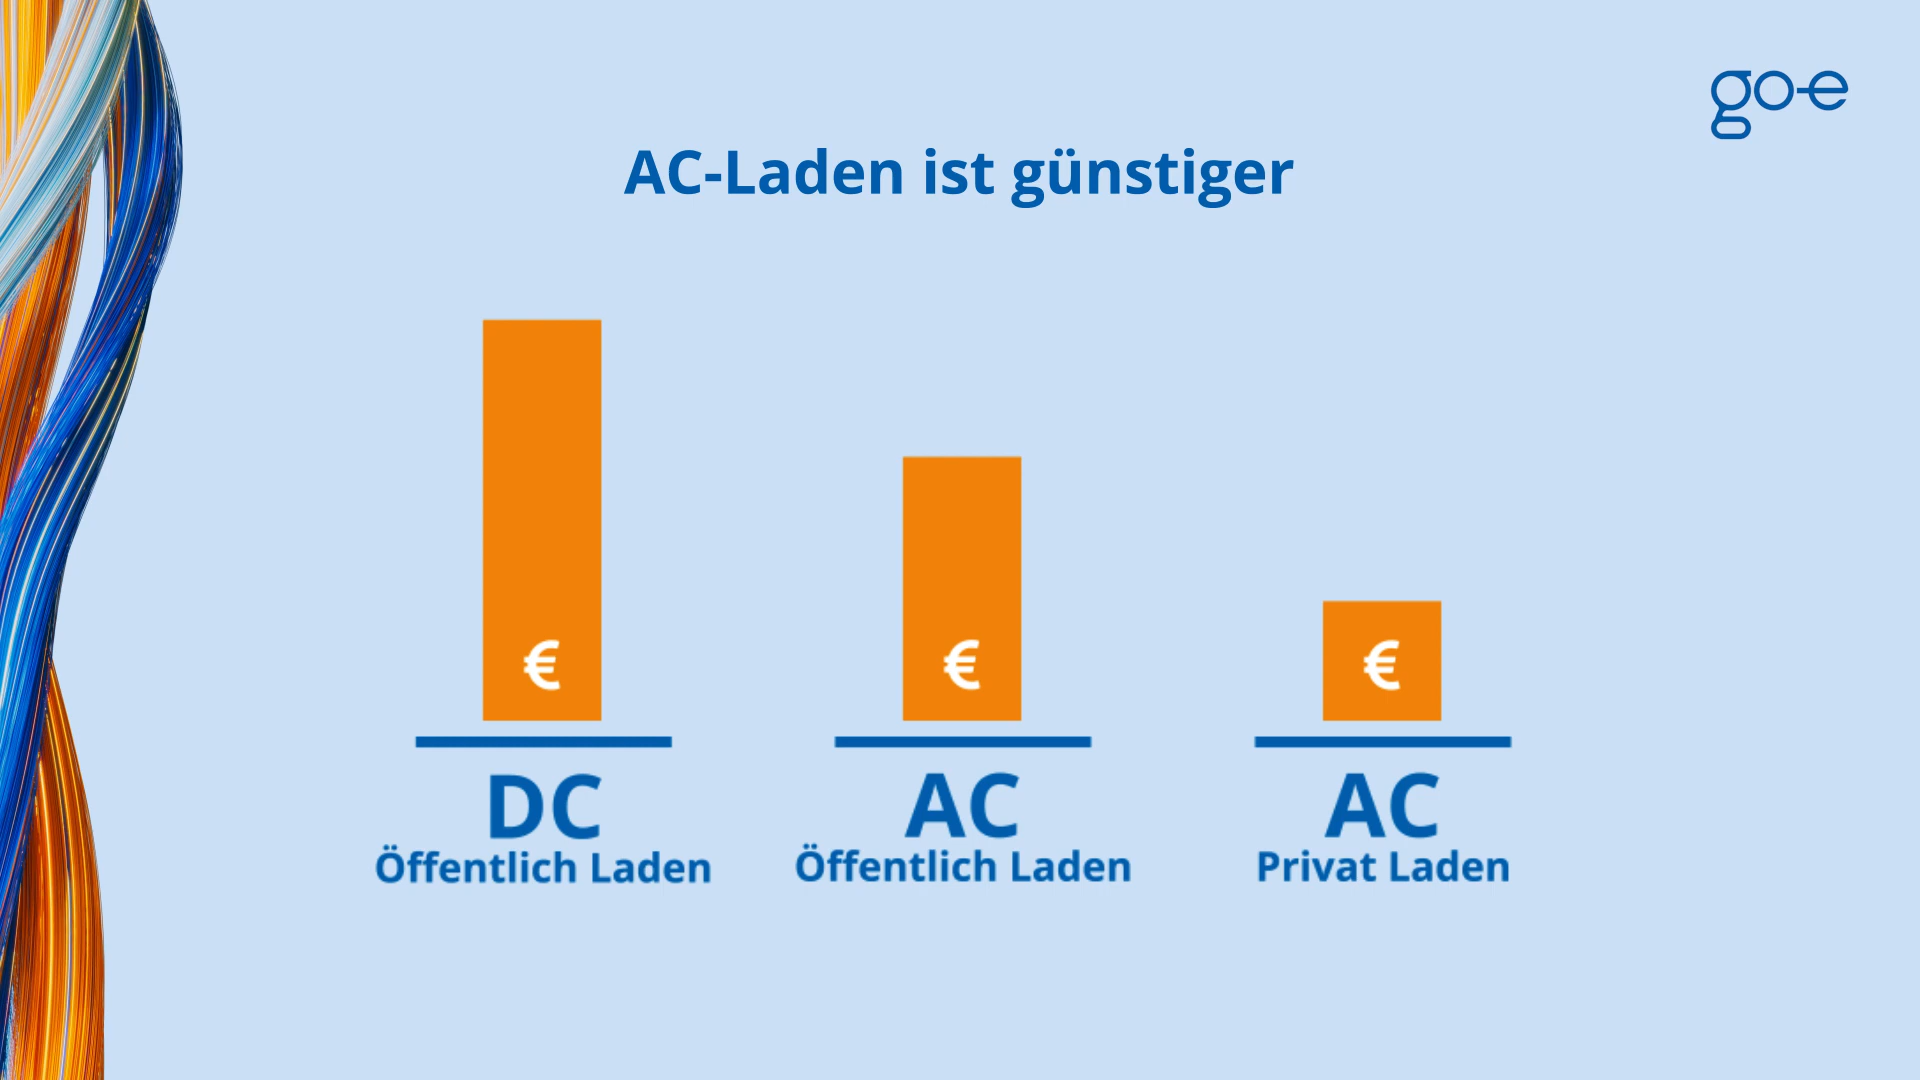 go-e
AC-Laden ist günstiger
€
€
€
DC
Öffentlich Laden
AC
Öffentlich Laden
AC
Privat Laden